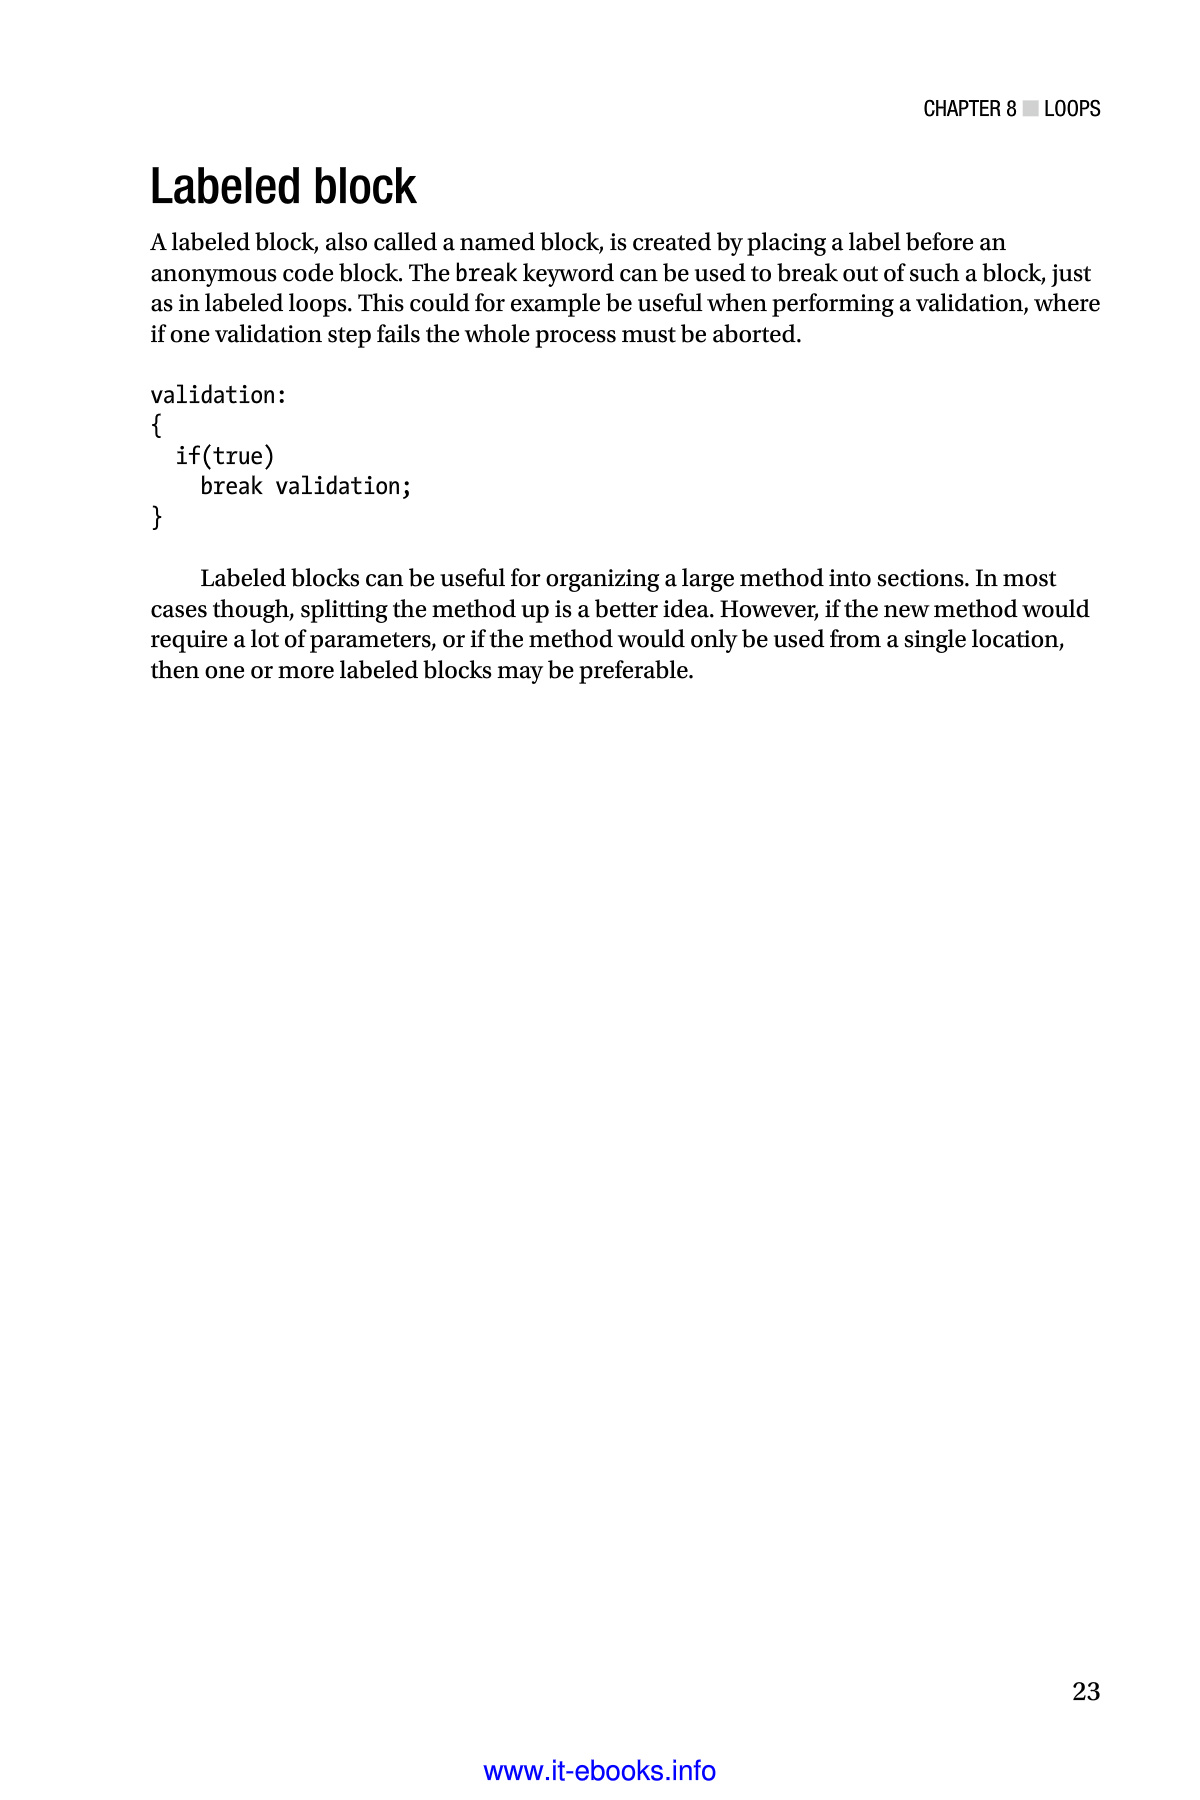 CHAPTER 8 ■ LOOPS
Labeled block
A labeled block, also called a named block, is created by placing a label before an
anonymous code block. The break keyword can be used to break out of such a block, just
as in labeled loops. This could for example be useful when performing a validation, where
if one validation step fails the whole process must be aborted.
validation:
{
  if(true)
    break validation;
}
Labeled blocks can be useful for organizing a large method into sections. In most
cases though, splitting the method up is a better idea. However, if the new method would
require a lot of parameters, or if the method would only be used from a single location,
then one or more labeled blocks may be preferable.
23
www.it-ebooks.info